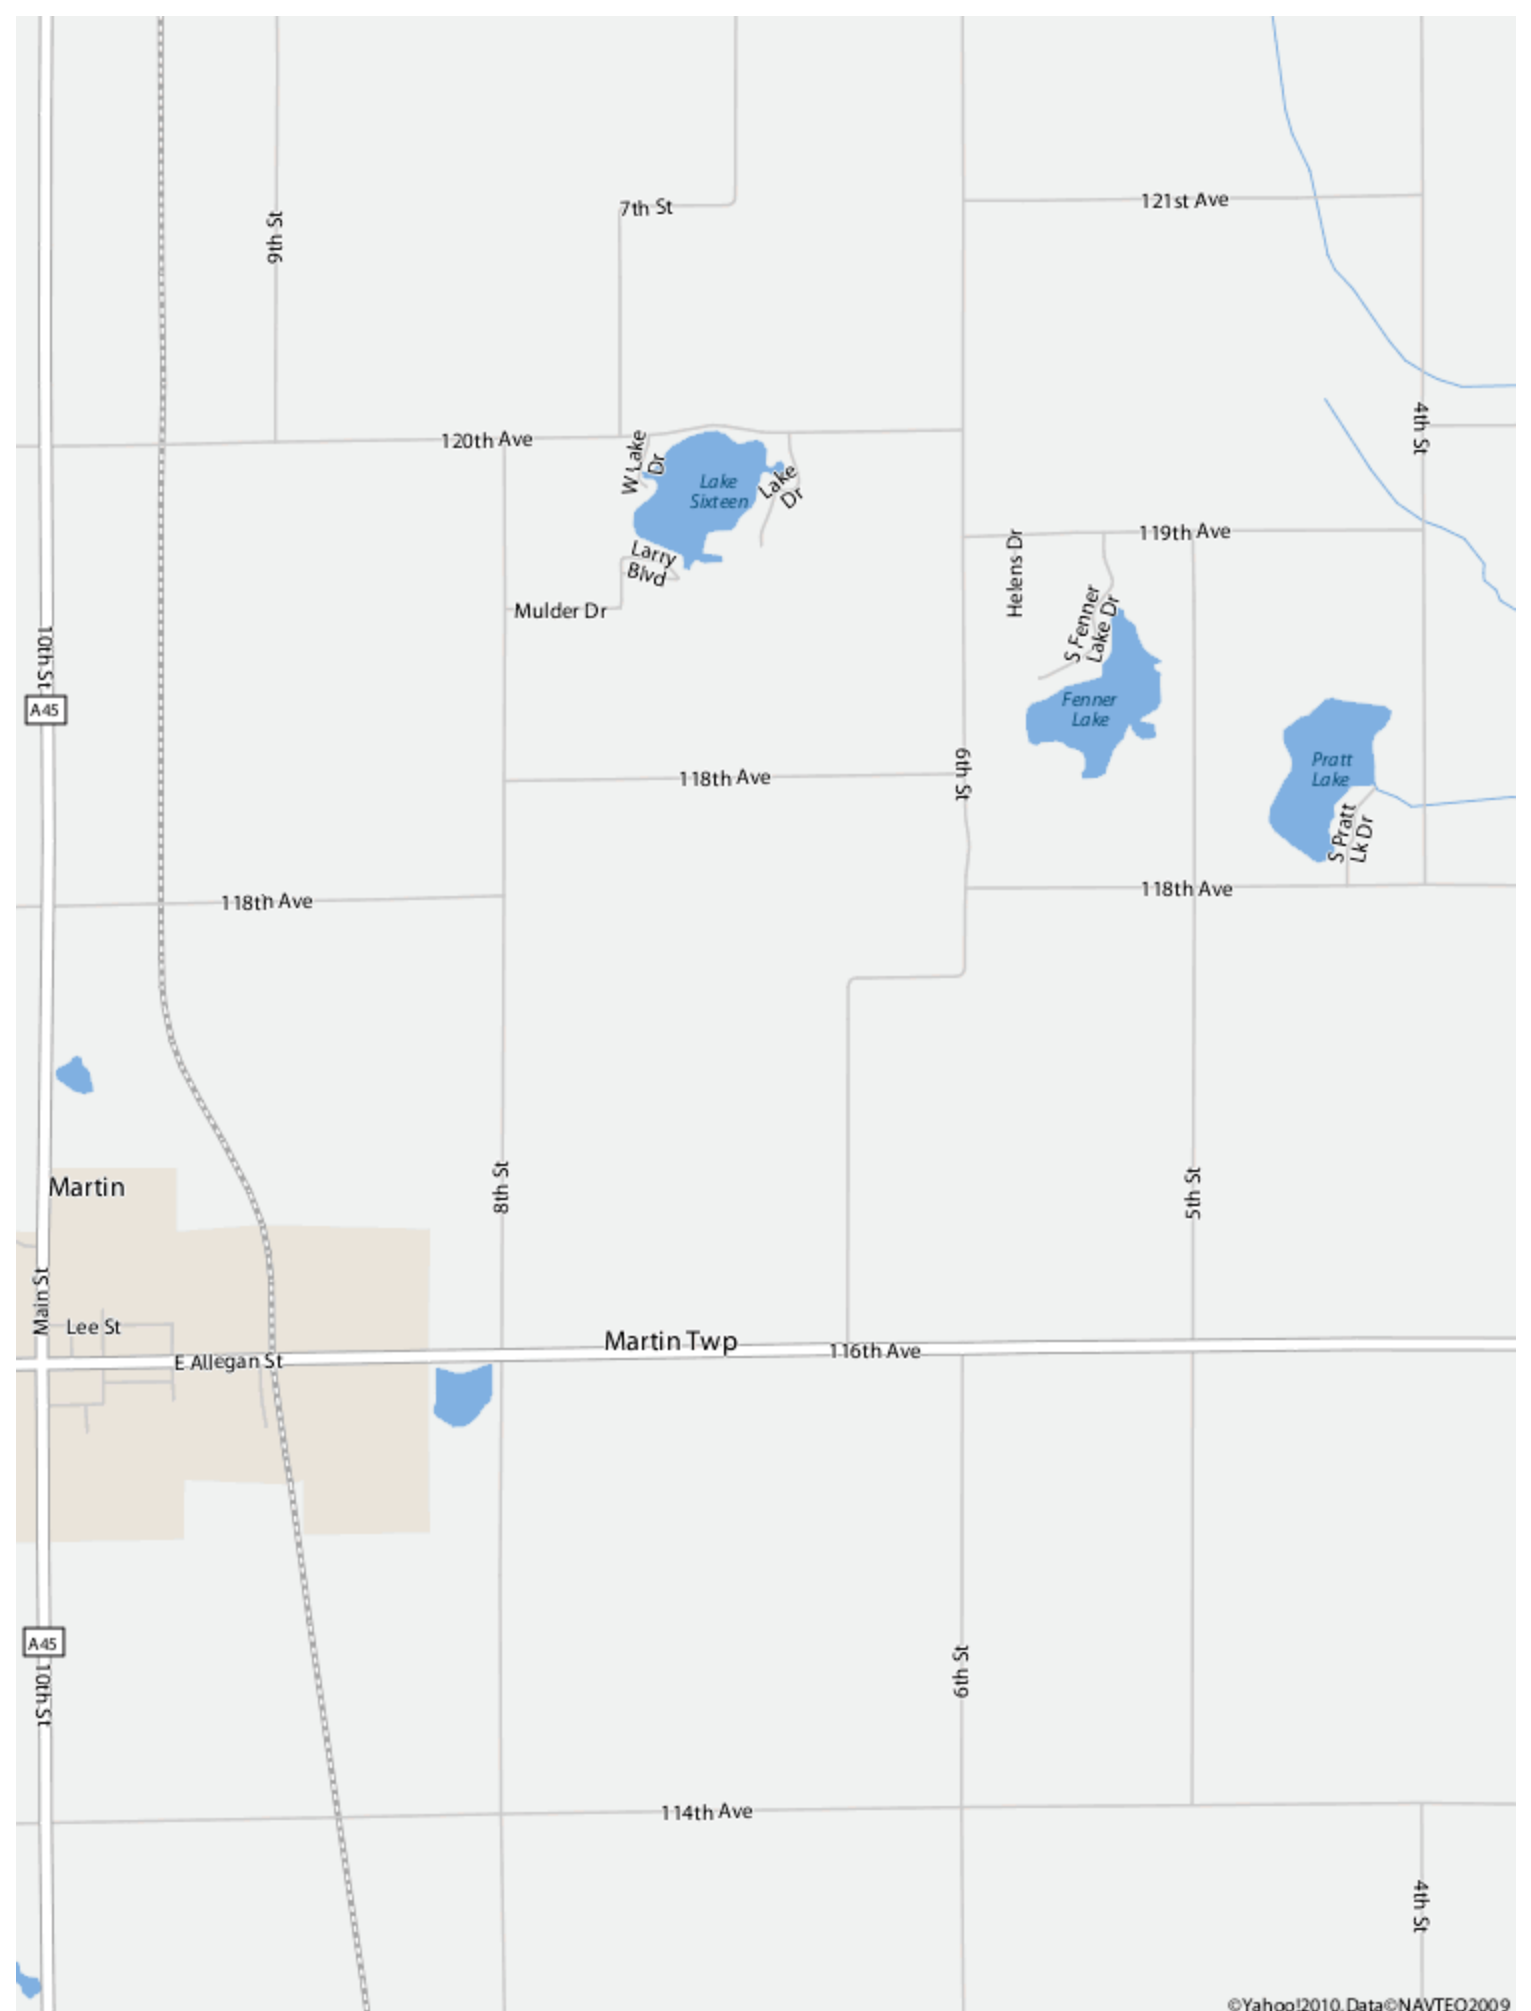 7th St
121st Ave
9th St
120th Ave
W Lake
Dr
Lake
Sixteen
Lake
Dr
4th St
119th Ave
Larry
Blvd
Helens Dr
Mulder Dr
S Fenner
Lake Dr
10th St
A45
Fenner
Lake
118th Ave
6th St
Pratt
Lake
S Pratt
Lk Dr
118th Ave
118th Ave
Martin
8th St
5th St
Main St
Lee St
Martin Twp
E Allegan St
116th Ave
A45
10th St
6th St
114th Ave
4th St
©Yahoo!2010, Data©NAVTEQ2009